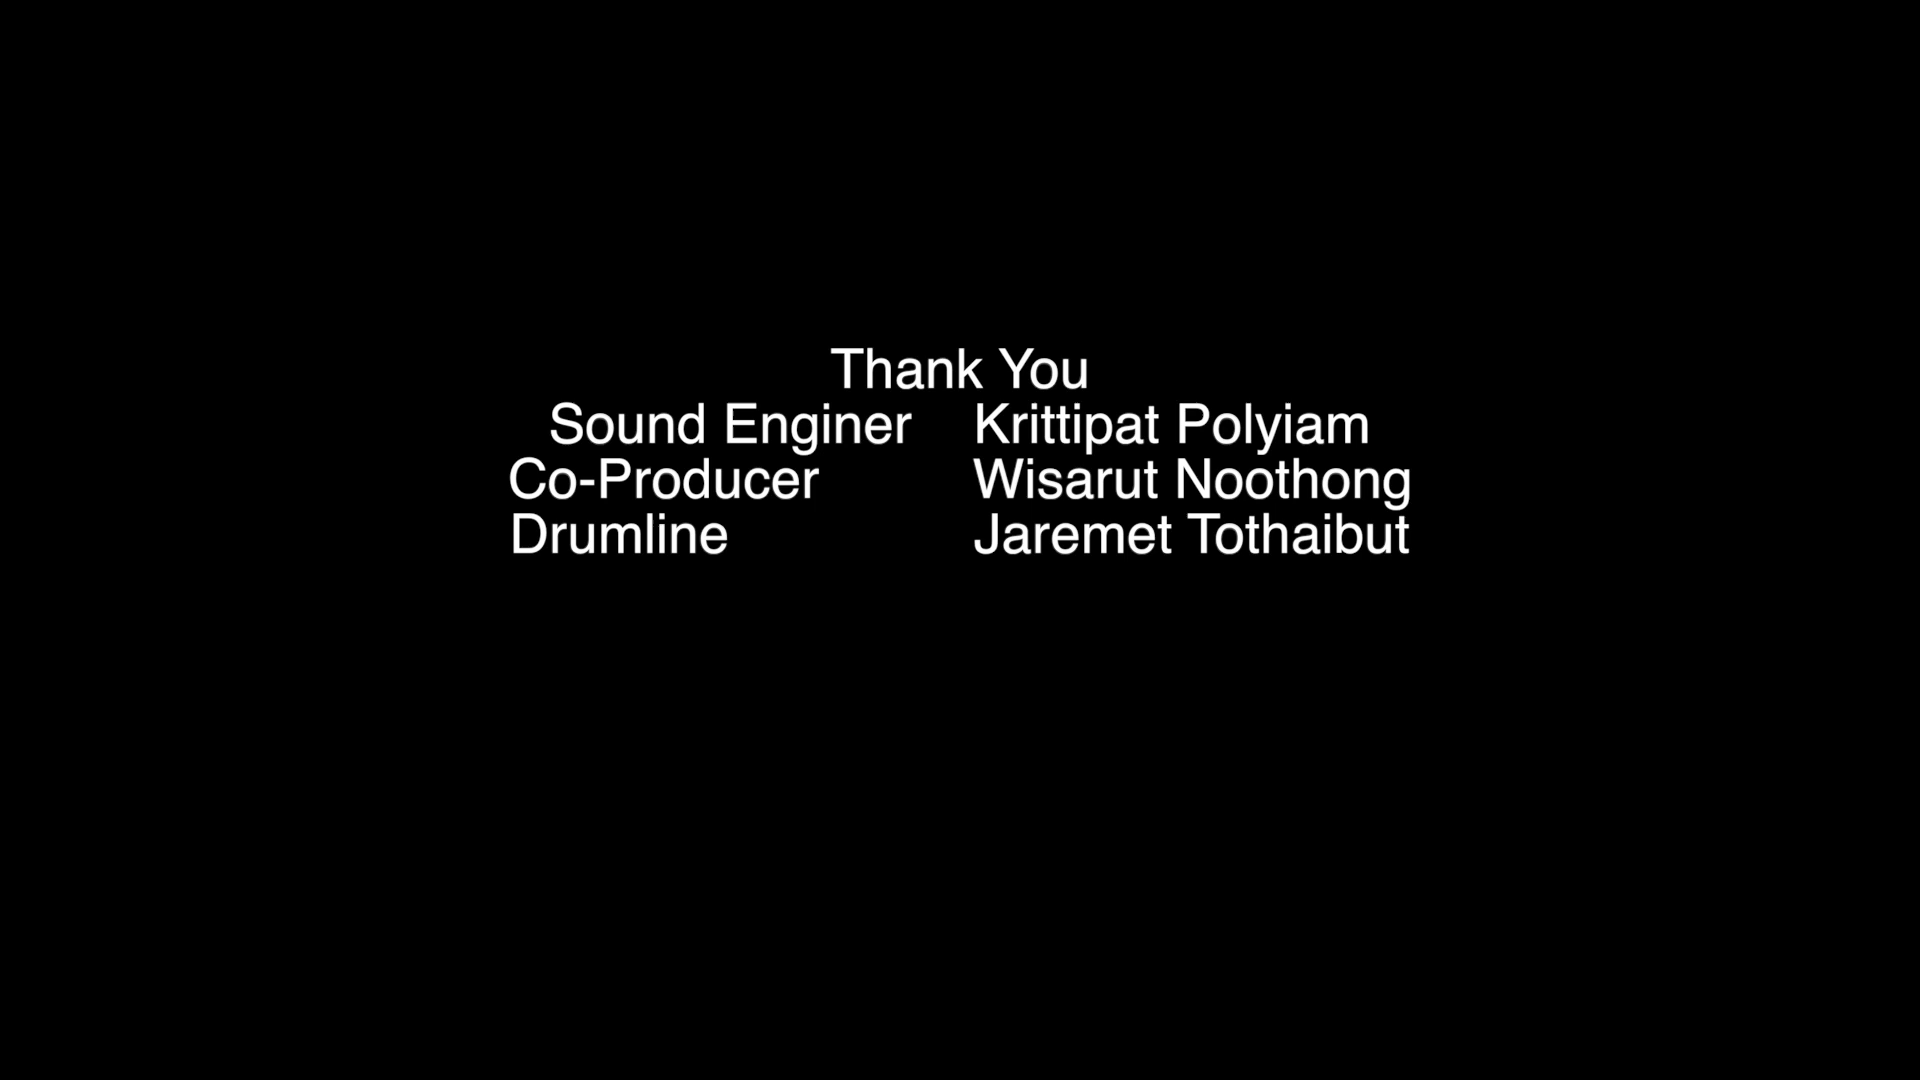 Thank You
Sound Enginer Krittipat Polyiam
Co-Producer Wisarut Noothong
Drumline Jaremet Tothaibut